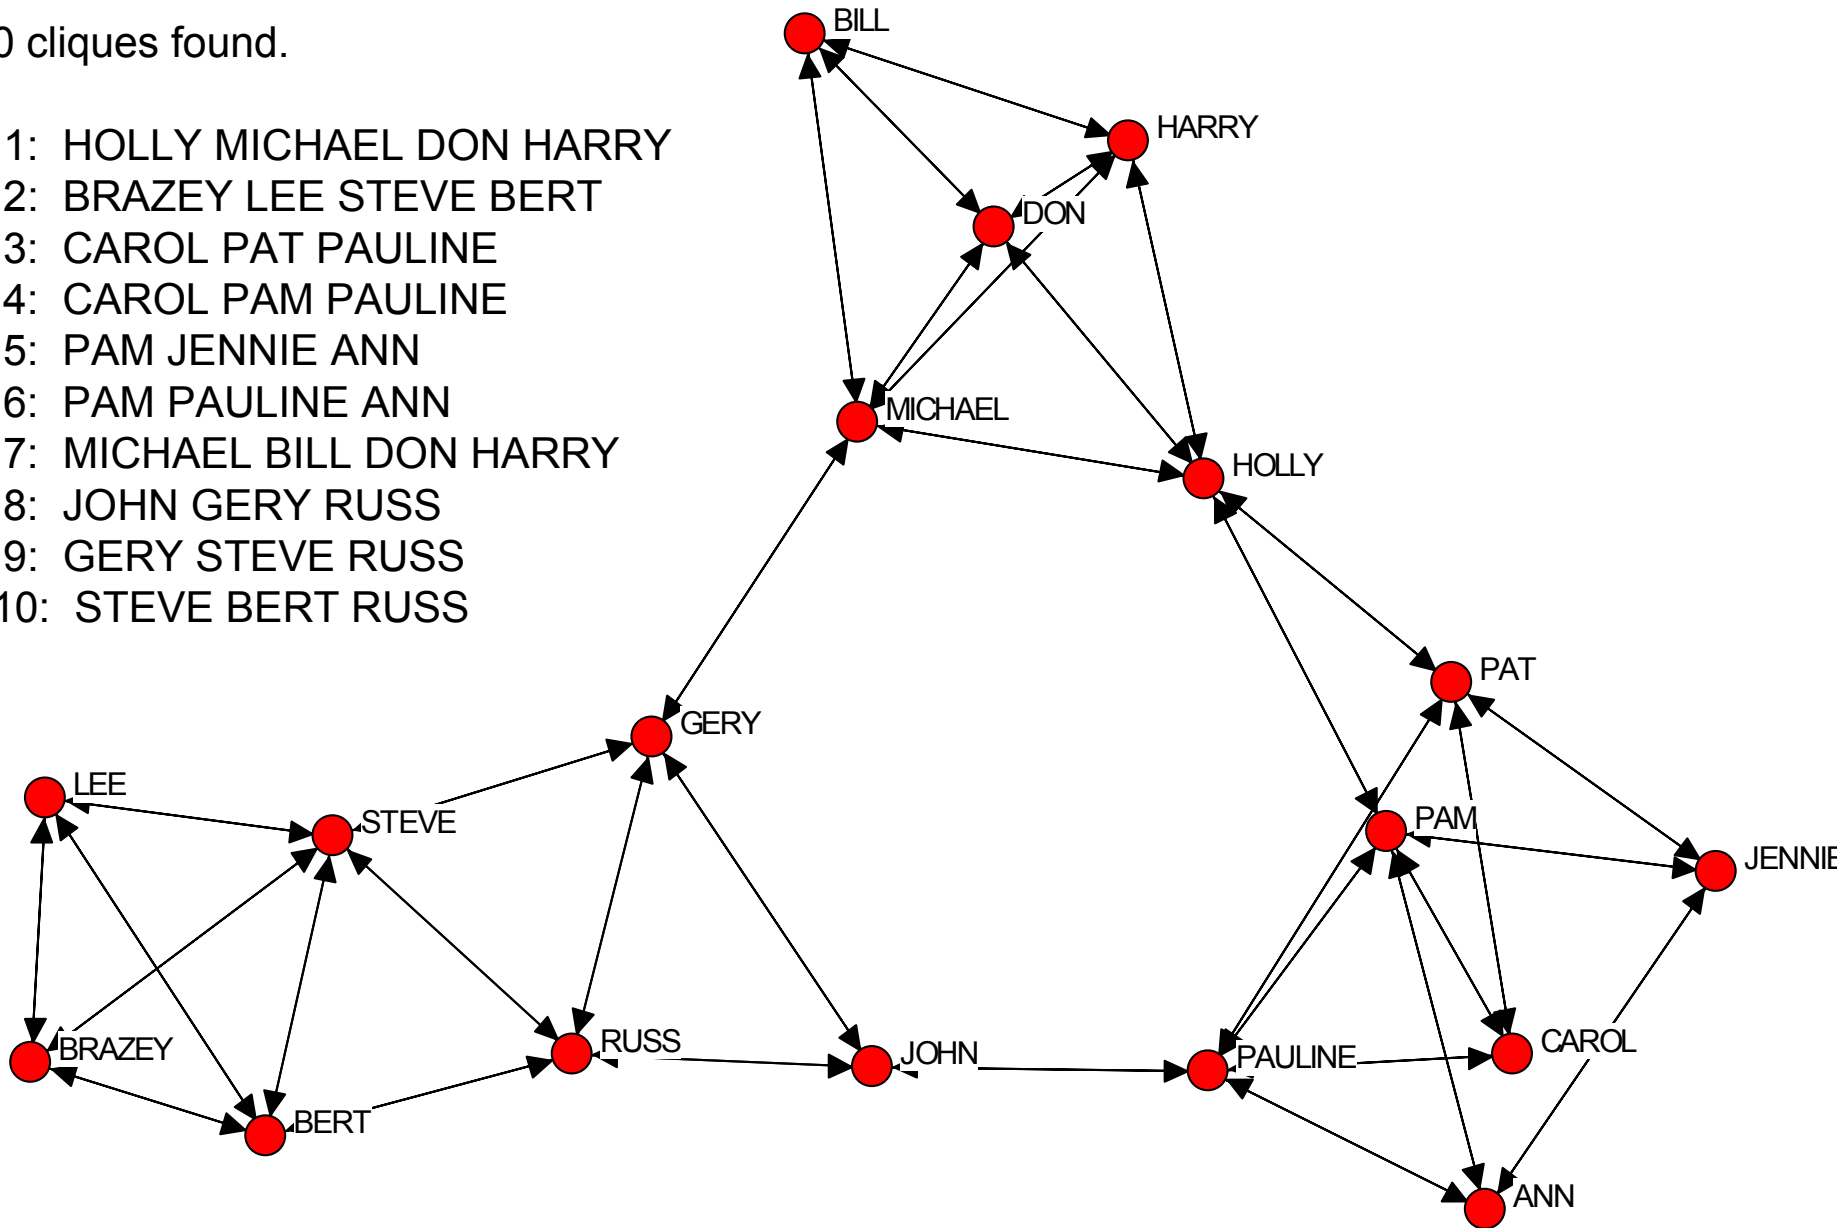 0 cliques found.
1: HOLLY MICHAEL DON HARRY
2: BRAZEY LEE STEVE BERT
3: CAROL PAT PAULINE
4: CAROL PAM PAULINE
5: PAM JENNIE ANN
6: PAM PAULINE ANN
7: MICHAEL BILL DON HARRY
8: JOHN GERY RUSS
9: GERY STEVE RUSS
10: STEVE BERT RUSS
BILL
HARRY
DON
MICHAEL
HOLLY
PAT
GERY
LEE
STEVE
PAM
JENNIE
BRAZEY
RUSS
JOHN
PAULINE
CAROL
BERT
ANN